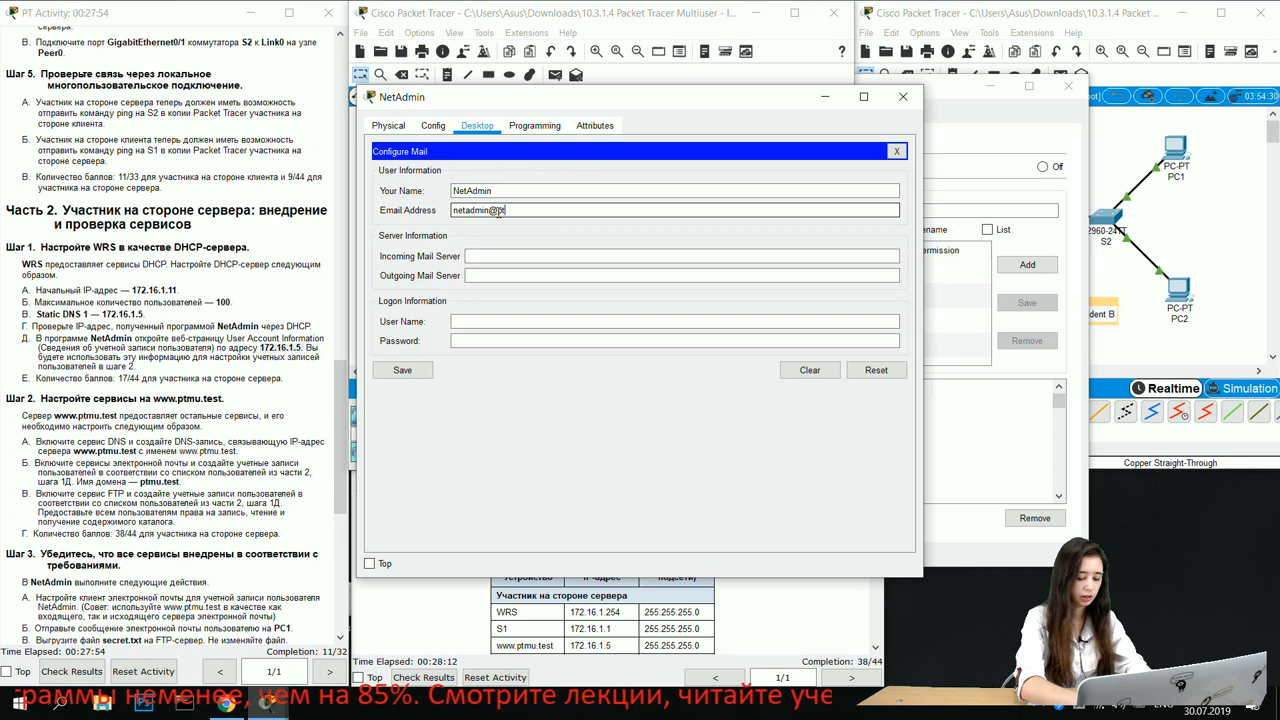 PT Activity: 00:27:54
сервера.
В. Подключите порт GigabitEthernet0/1 коммутатора S2 к Link0 на узле
Peer0.
Шаг 5. Проверьте связь через локальное
многопользовательское подключение.
А. Участник на стороне сервера теперь должен иметь возможность
отправить команду ping на S2 в копии Packet Tracer участника на
стороне клиента.
Б. Участник на стороне клиента теперь должен иметь возможность
отправить команду ping на S1 в копии Packet Tracer участника на
стороне сервера.
В. Количество баллов: 11/33 для участника на стороне клиента и 9/44 для
участника на стороне сервера.
Часть 2. Участник на стороне сервера: внедрение
и проверка сервисов
Шаг 1. Настройте WRS в качестве DHCP-сервера.
WRS предоставляет сервисы DHCP. Настройте DHCP-сервер следующим
образом.
А. Начальный IP-адрес — 172.16.1.11.
Б. Максимальное количество пользователей — 100.
В. Static DNS 1 — 172.16.1.5.
Г. Проверьте IP-адрес, полученный программой NetAdmin через DHCP.
Д. В программе NetAdmin откройте веб-страницу User Account Information
(Сведения об учетной записи пользователя) по адресу 172.16.1.5. Вы
будете использовать эту информацию для настройки учетных записей
пользователей в шаге 2.
Е. Количество баллов: 17/44 для участника на стороне сервера.
Шаг 2. Настройте сервисы на www.ptmu.test.
Сервер www.ptmu.test предоставляет остальные сервисы, и его
необходимо настроить следующим образом.
А. Включите сервис DNS и создайте DNS-запись, связывающую IP-адрес
сервера www.ptmu.test с именем www.ptmu.test.
Б. Включите сервисы электронной почты и создайте учетные записи
пользователей в соответствии со списком пользователей из части 2,
шага 1Д. Имя домена — ptmu.test.
В. Включите сервис FTP и создайте учетные записи пользователей в
соответствии со списком пользователей из части 2, шага 1Д.
Предоставьте всем пользователям права на запись, чтение и
получение содержимого каталога.
Г. Количество баллов: 38/44 для участника на стороне сервера.
Шаг 3. Убедитесь, что все сервисы внедрены в соответствии с
требованиями.
В NetAdmin выполните следующие действия.
А. Настройте клиент электронной почты для учетной записи пользователя
NetAdmin. (Совет: используйте www.ptmu.test в качестве как
входящего, так и исходящего сервера электронной почты)
Б. Отправьте сообщение электронной почты пользователю на PC1.
В. Выгрузите файл secret.txt на FTP-сервер. Не изменяйте файл.
Time Elapsed: 00:27:54 Completion: 11/32
Top Check Results Reset Activity < 1/1 >
Cisco Packet Tracer - C:\Users\Asus\Downloads\10.3.1.4 Packet Tracer Multiuser - I...
File Edit Options View Tools Extensions Help
NetAdmin
Physical Config Desktop Programming Attributes
Configure Mail X
User Information
Your Name: NetAdmin
Email Address netadmin@pt
Server Information
Incoming Mail Server
Outgoing Mail Server
Logon Information
User Name:
Password:
Save Clear Reset
Top
Участник на стороне сервера
WRS 172.16.1.254 255.255.255.0
S1 172.16.1.1 255.255.255.0
www.ptmu.test 172.16.1.5 255.255.255.0
Time Elapsed: 00:28:12 Completion: 38/44
Top Check Results Reset Activity < 1/1 >
Cisco Packet Tracer - C:\Users\Asus\Downloads\10.3.1.4 Packet ...
File Edit Options View Tools Extensions Help
03:54:30
Of
ename List
ermission
Add
Save
Remove
Remove
PC-PT
PC1
2960-24TT
S2
PC-PT
PC2
dent B
Realtime Simulation
Copper Straight-Through
граммы неменее, чем на 85%. Смотрите лекции, читайте уче
30.07.2019